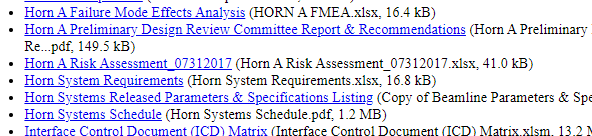 Horn A Failure Mode Effects Analysis (HORN A FMEA.xlsx, 16.4 kB)
Horn A Preliminary Design Review Committee Report & Recommendations (Horn A Preliminary
Re...pdf, 149.5 kB)
Horn A Risk Assessment_07312017 (Horn A Risk Assessment_07312017.xlsx, 41.0 kB)
Horn System Requirements (Horn System Requirements.xlsx, 16.8 kB)
Horn Systems Released Parameters & Specifications Listing (Copy of Beamline Parameters & Spe
Horn Systems Schedule (Horn Systems Schedule.pdf, 1.2 MB)
Interface Control Document (ICD) Matrix (Interface Control Document (ICD) Matrix.xlsm, 13.2 M